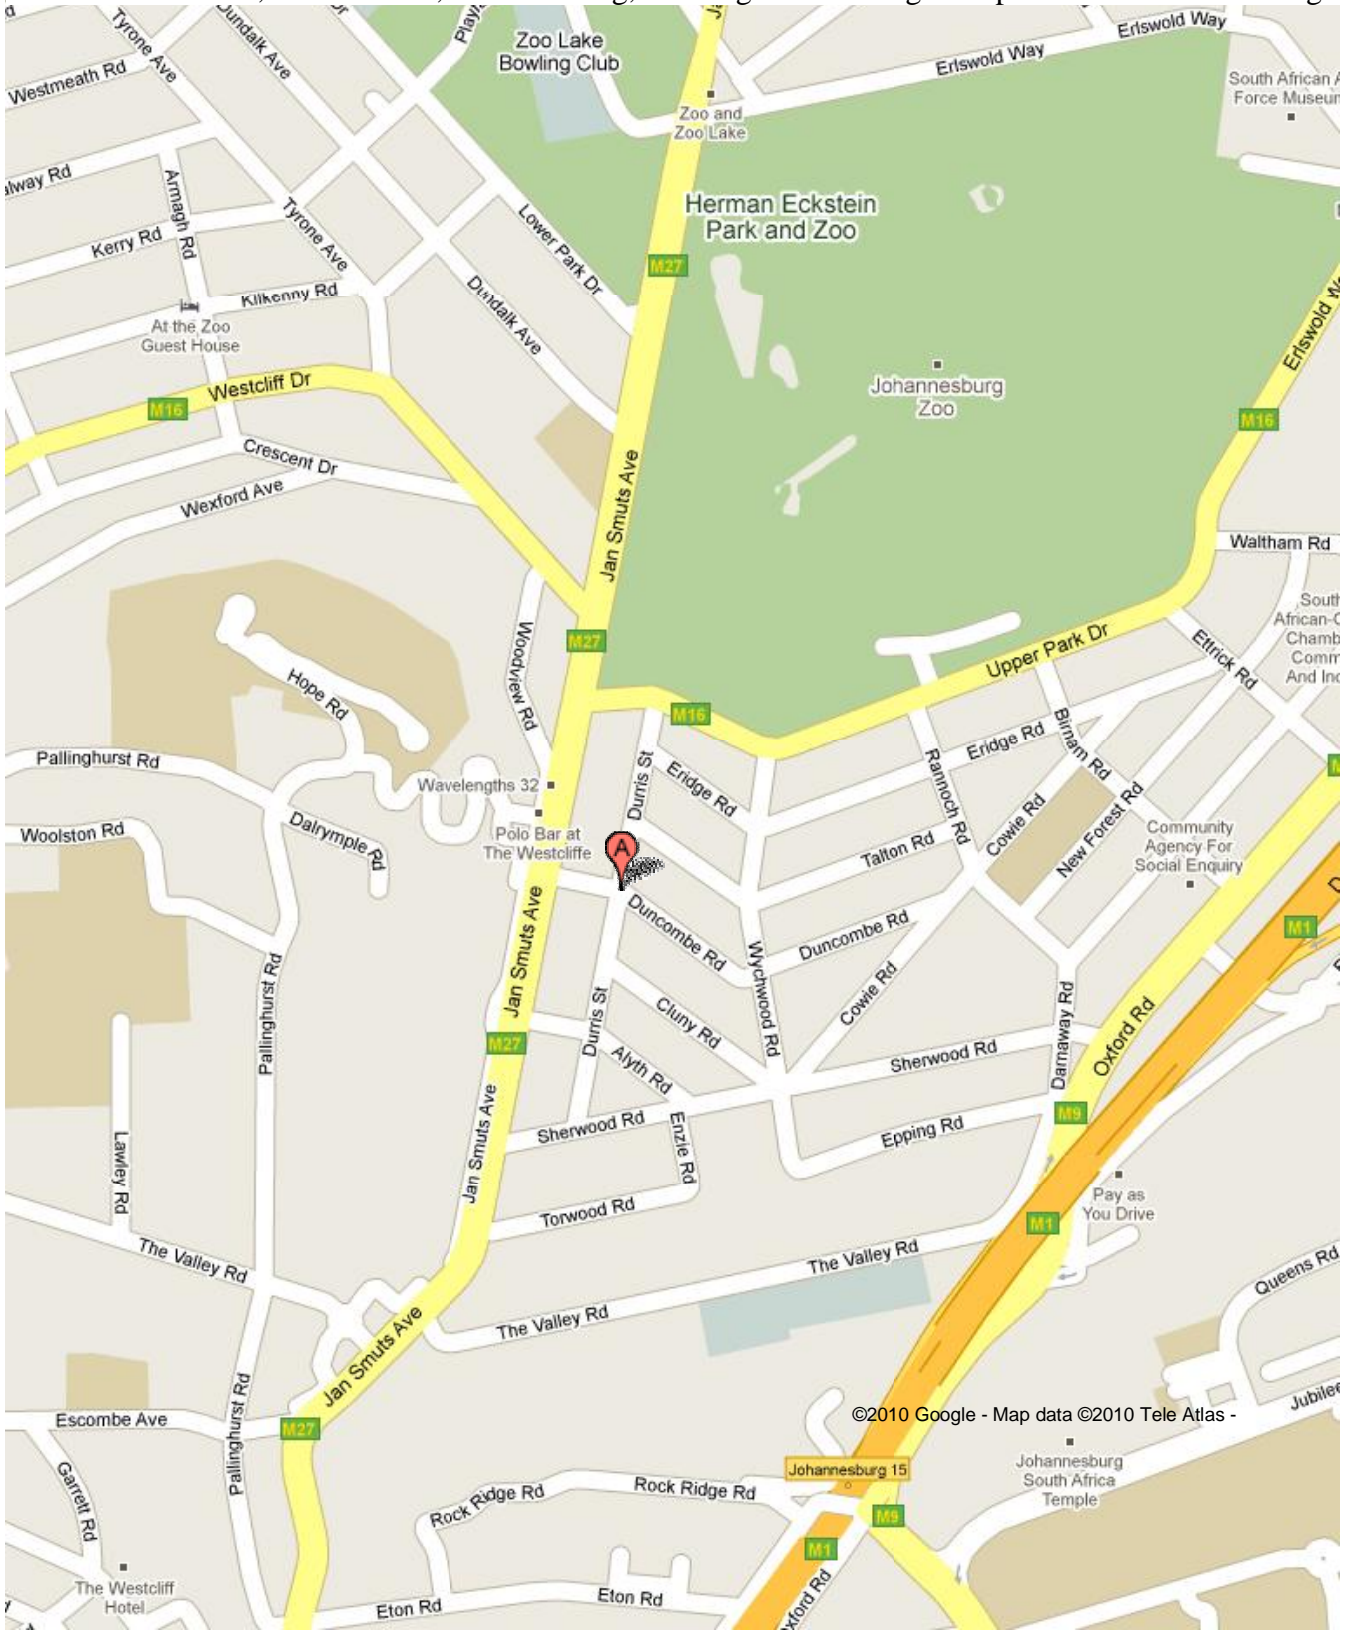 Tyrone Ave
Dundalk Ave
Zoo Lake
Bowling Club
Erlswold Way
Erlswold Way
Westmeath Rd
South African
Force Museum
Zoo and
Zoo Lake
Armagh Rd
Herman Eckstein
Park and Zoo
Tyrone Ave
Lower Park Dr
Kerry Rd
M27
Kilkenny Rd
Dundalk Ave
At the Zoo
Guest House
Erlswold
Johannesburg
Zoo
Westcliff Dr
M16
M16
Crescent Dr
Wexford Ave
Jan Smuts Ave
Waltham Rd
South
M27
Woodview Rd
Upper Park Dr
Ettrick Rd
Hope Rd
M16
Birnam Rd
Eridge Rd
Pallinghurst Rd
Durris St
Eridge Rd
Rannoch Rd
Wavelengths 32
New Forest Rd
Cowie Rd
Woolston Rd
Dalrymple Rd
Polo Bar at
The Westcliffe
A
Talton Rd
Community
Agency For
Social Enquiry
Jan Smuts Ave
Duncombe Rd
Duncombe Rd
M1
Wychwood Rd
Pallinghurst Rd
Cowie Rd
Durris St
Cluny Rd
Darnaway Rd
Oxford Rd
M27
Alyth Rd
Sherwood Rd
Jan Smuts Ave
M9
Sherwood Rd
Enzie Rd
Epping Rd
Lawley Rd
Pay as
You Drive
Torwood Rd
M1
The Valley Rd
The Valley Rd
Queens Rd
The Valley Rd
Jan Smuts Ave
Pallinghurst Rd
Jubilee
©2010 Google - Map data ©2010 Tele Atlas -
Escombe Ave
M27
Johannesburg
South Africa
Temple
Johannesburg 15
Garrett Rd
Rock Ridge Rd
Rock Ridge Rd
M9
M1
The Westcliff
Hotel
Eton Rd
Eton Rd